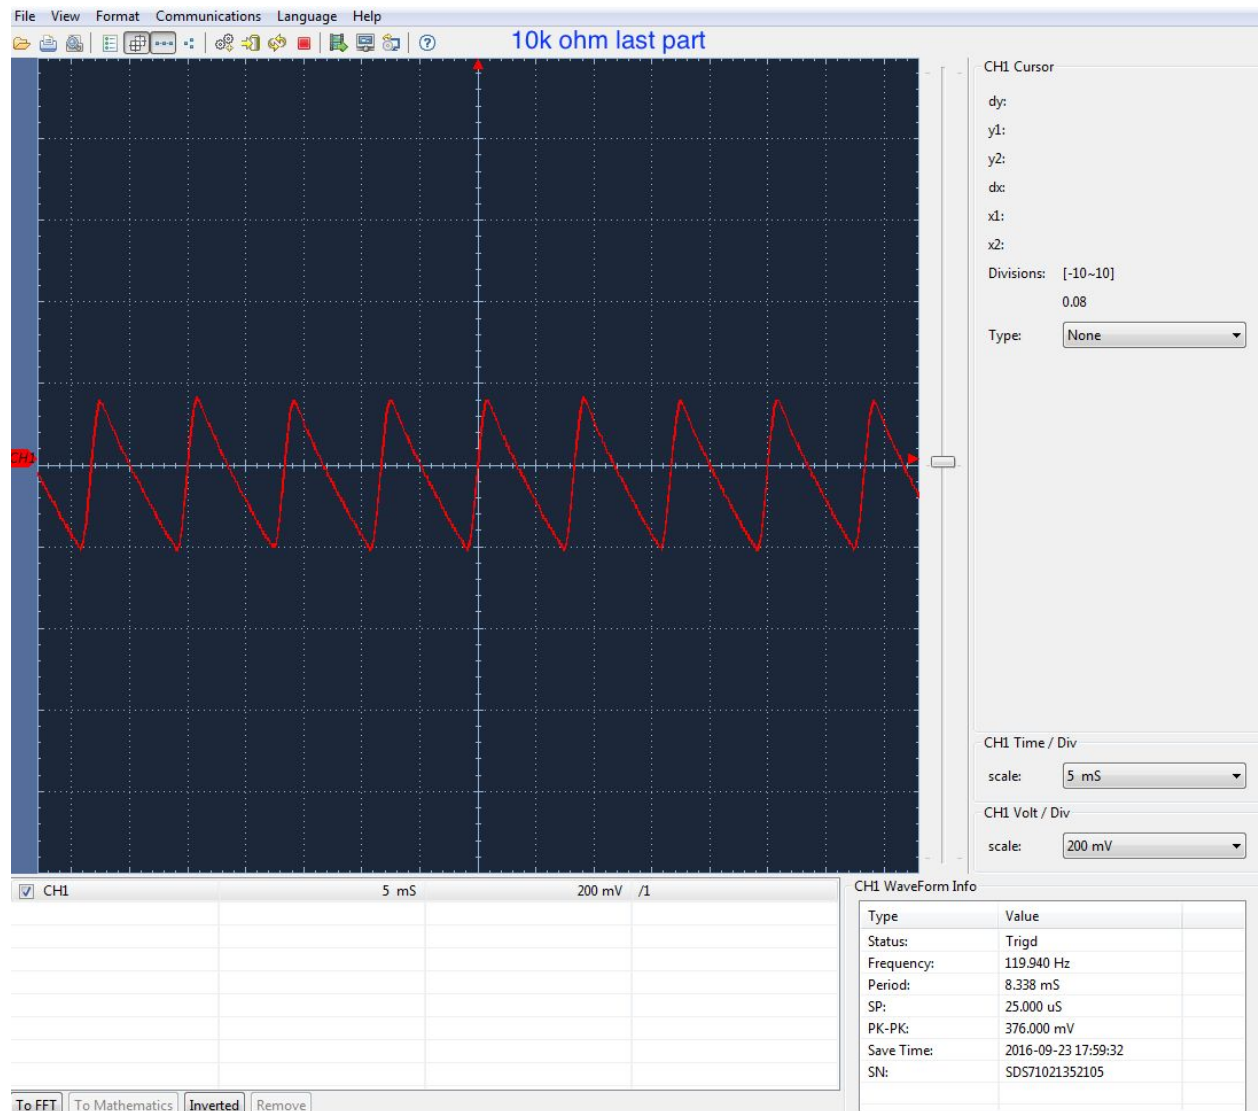 File View Format Communications Language Help
10k ohm last part
CH1 Cursor
dy:
y1:
y2:
dx:
x1:
x2:
Divisions: [-10~10]
0.08
Type: None
CH1
CH1 Time / Div
scale: 5 mS
CH1 Volt / Div
scale: 200 mV
CH1 5 mS 200 mV /1
CH1 WaveForm Info
Type Value
Status: Trigd
Frequency: 119.940 Hz
Period: 8.338 mS
SP: 25.000 uS
PK-PK: 376.000 mV
Save Time: 2016-09-23 17:59:32
SN: SDS71021352105
To FFT To Mathematics Inverted Remove